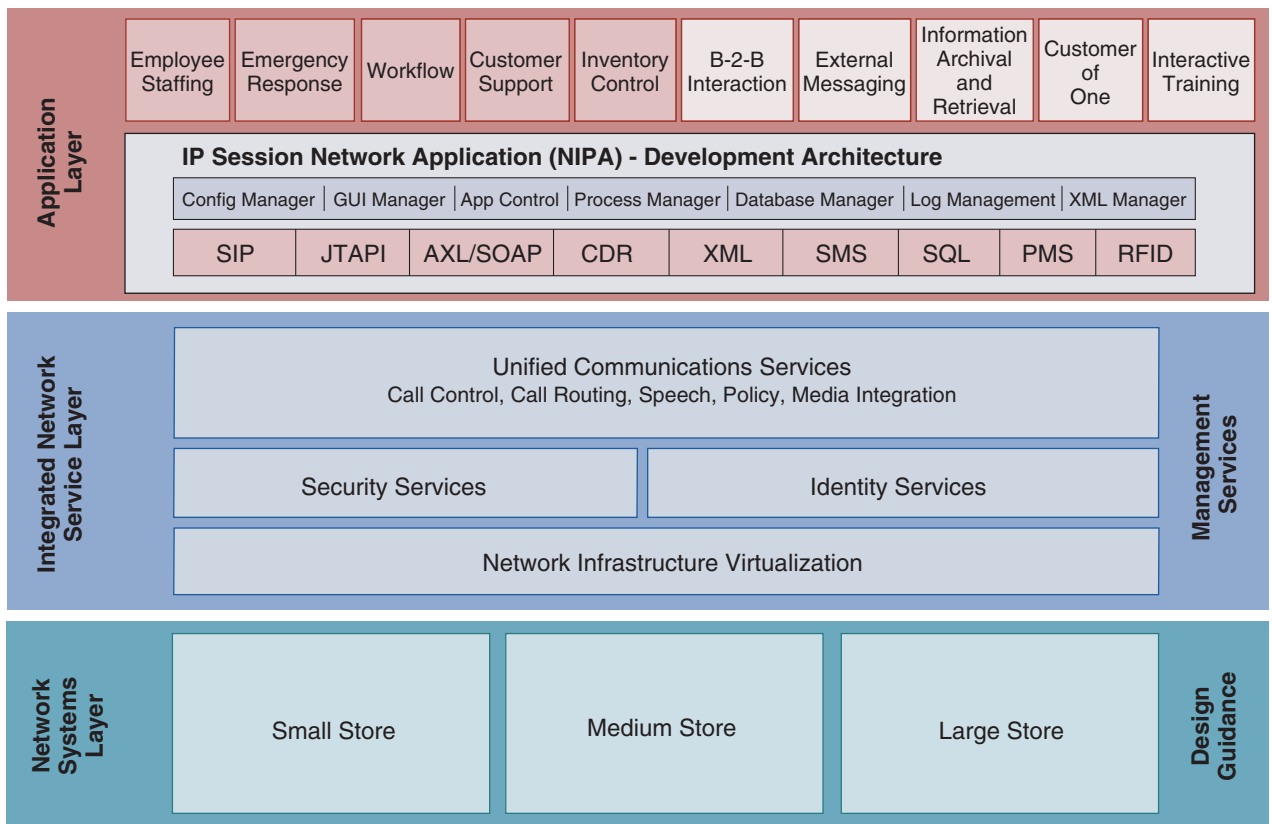 Application
Layer
Employee
Staffing
Emergency
Response
Workflow
Customer
Support
Inventory
Control
B-2-B
Interaction
External
Messaging
Information
Archival
and
Retrieval
Customer
of
One
Interactive
Training
IP Session Network Application (NIPA) - Development Architecture
Config Manager GUI Manager App Control Process Manager Database Manager Log Management XML Manager
SIP JTAPI AXL/SOAP CDR XML SMS SQL PMS RFID
Integrated Network
Service Layer
Unified Communications Services
Call Control, Call Routing, Speech, Policy, Media Integration
Security Services
Identity Services
Network Infrastructure Virtualization
Management
Services
Network
Systems
Layer
Small Store
Medium Store
Large Store
Design
Guidance